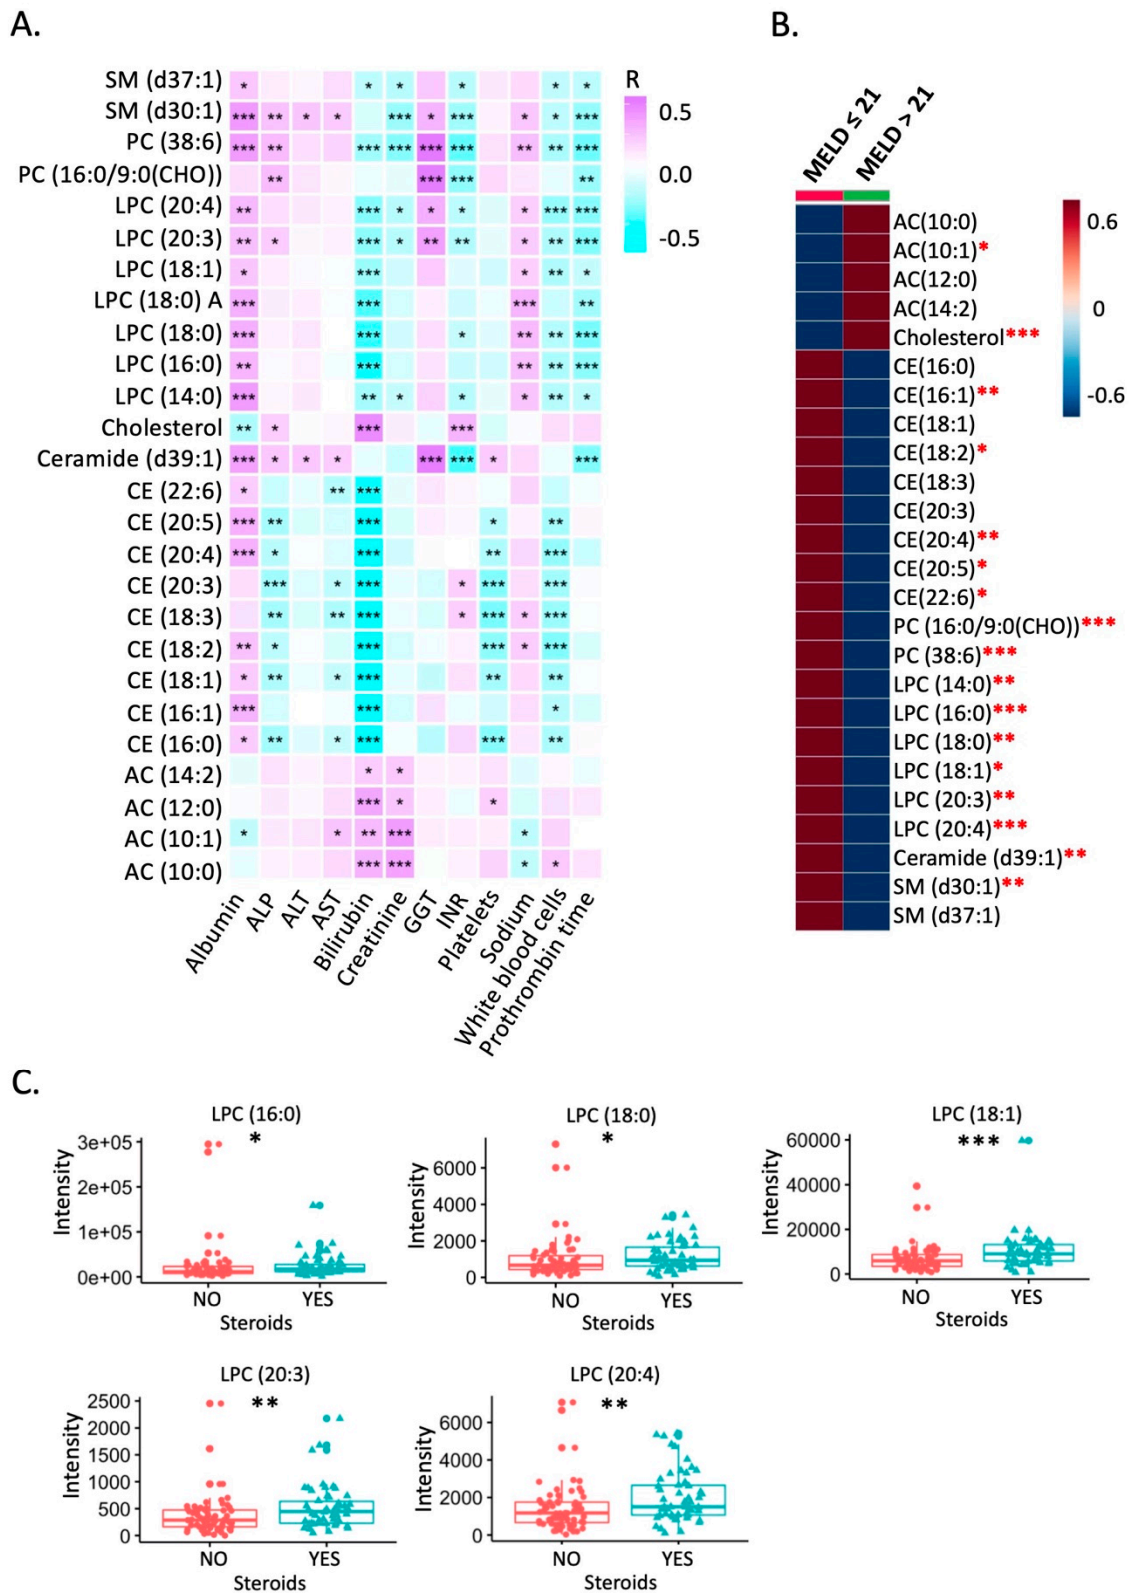 A.
SM (d37:1) * * * * * * *
SM (d30:1) *** ** * * *** * *** * * ***
PC (38:6) *** ** *** *** *** *** ** ** ***
PC (16:0/9:0(CHO)) ** *** *** **
LPC (20:4) ** *** * * * * *** ***
LPC (20:3) ** * *** * ** ** * ** ***
LPC (18:1) * *** * ** *
LPC (18:0) A *** *** *** **
LPC (18:0) *** *** * ** ** ***
LPC (16:0) ** *** ** ** ***
LPC (14:0) *** ** * * * ** *
Cholesterol ** * *** ***
Ceramide (d39:1) *** * * * *** *** * ***
CE (22:6) * ** ***
CE (20:5) *** ** *** * **
CE (20:4) *** * *** ** ***
CE (20:3) *** * *** * *** ***
CE (18:3) ** ** *** * *** * ***
CE (18:2) ** * *** *** * ***
CE (18:1) * ** * *** ** **
CE (16:1) *** *** *
CE (16:0) * ** * *** *** **
AC (14:2) * *
AC (12:0) *** * *
AC (10:1) * * ** *** *
AC (10:0) *** *** * *
Albumin
ALP
ALT
AST
Bilirubin
Creatinine
GGT
INR
Platelets
Sodium
White blood cells
Prothrombin time
R
0.5
0.0
-0.5
B.
MELD ≤ 21
MELD > 21
AC(10:0)
AC(10:1)*
AC(12:0)
AC(14:2)
Cholesterol***
CE(16:0)
CE(16:1)**
CE(18:1)
CE(18:2)*
CE(18:3)
CE(20:3)
CE(20:4)**
CE(20:5)*
CE(22:6)*
PC (16:0/9:0(CHO))***
PC (38:6)***
LPC (14:0)**
LPC (16:0)***
LPC (18:0)**
LPC (18:1)*
LPC (20:3)**
LPC (20:4)***
Ceramide (d39:1)**
SM (d30:1)**
SM (d37:1)
0.6
0
-0.6
C.
LPC (16:0)
*
Intensity
3e+05
2e+05
1e+05
0e+00
NO YES
Steroids
LPC (18:0)
*
Intensity
6000
4000
2000
0
NO YES
Steroids
LPC (18:1)
***
Intensity
60000
40000
20000
0
NO YES
Steroids
LPC (20:3)
**
Intensity
2500
2000
1500
1000
500
0
NO YES
Steroids
LPC (20:4)
**
Intensity
6000
4000
2000
0
NO YES
Steroids